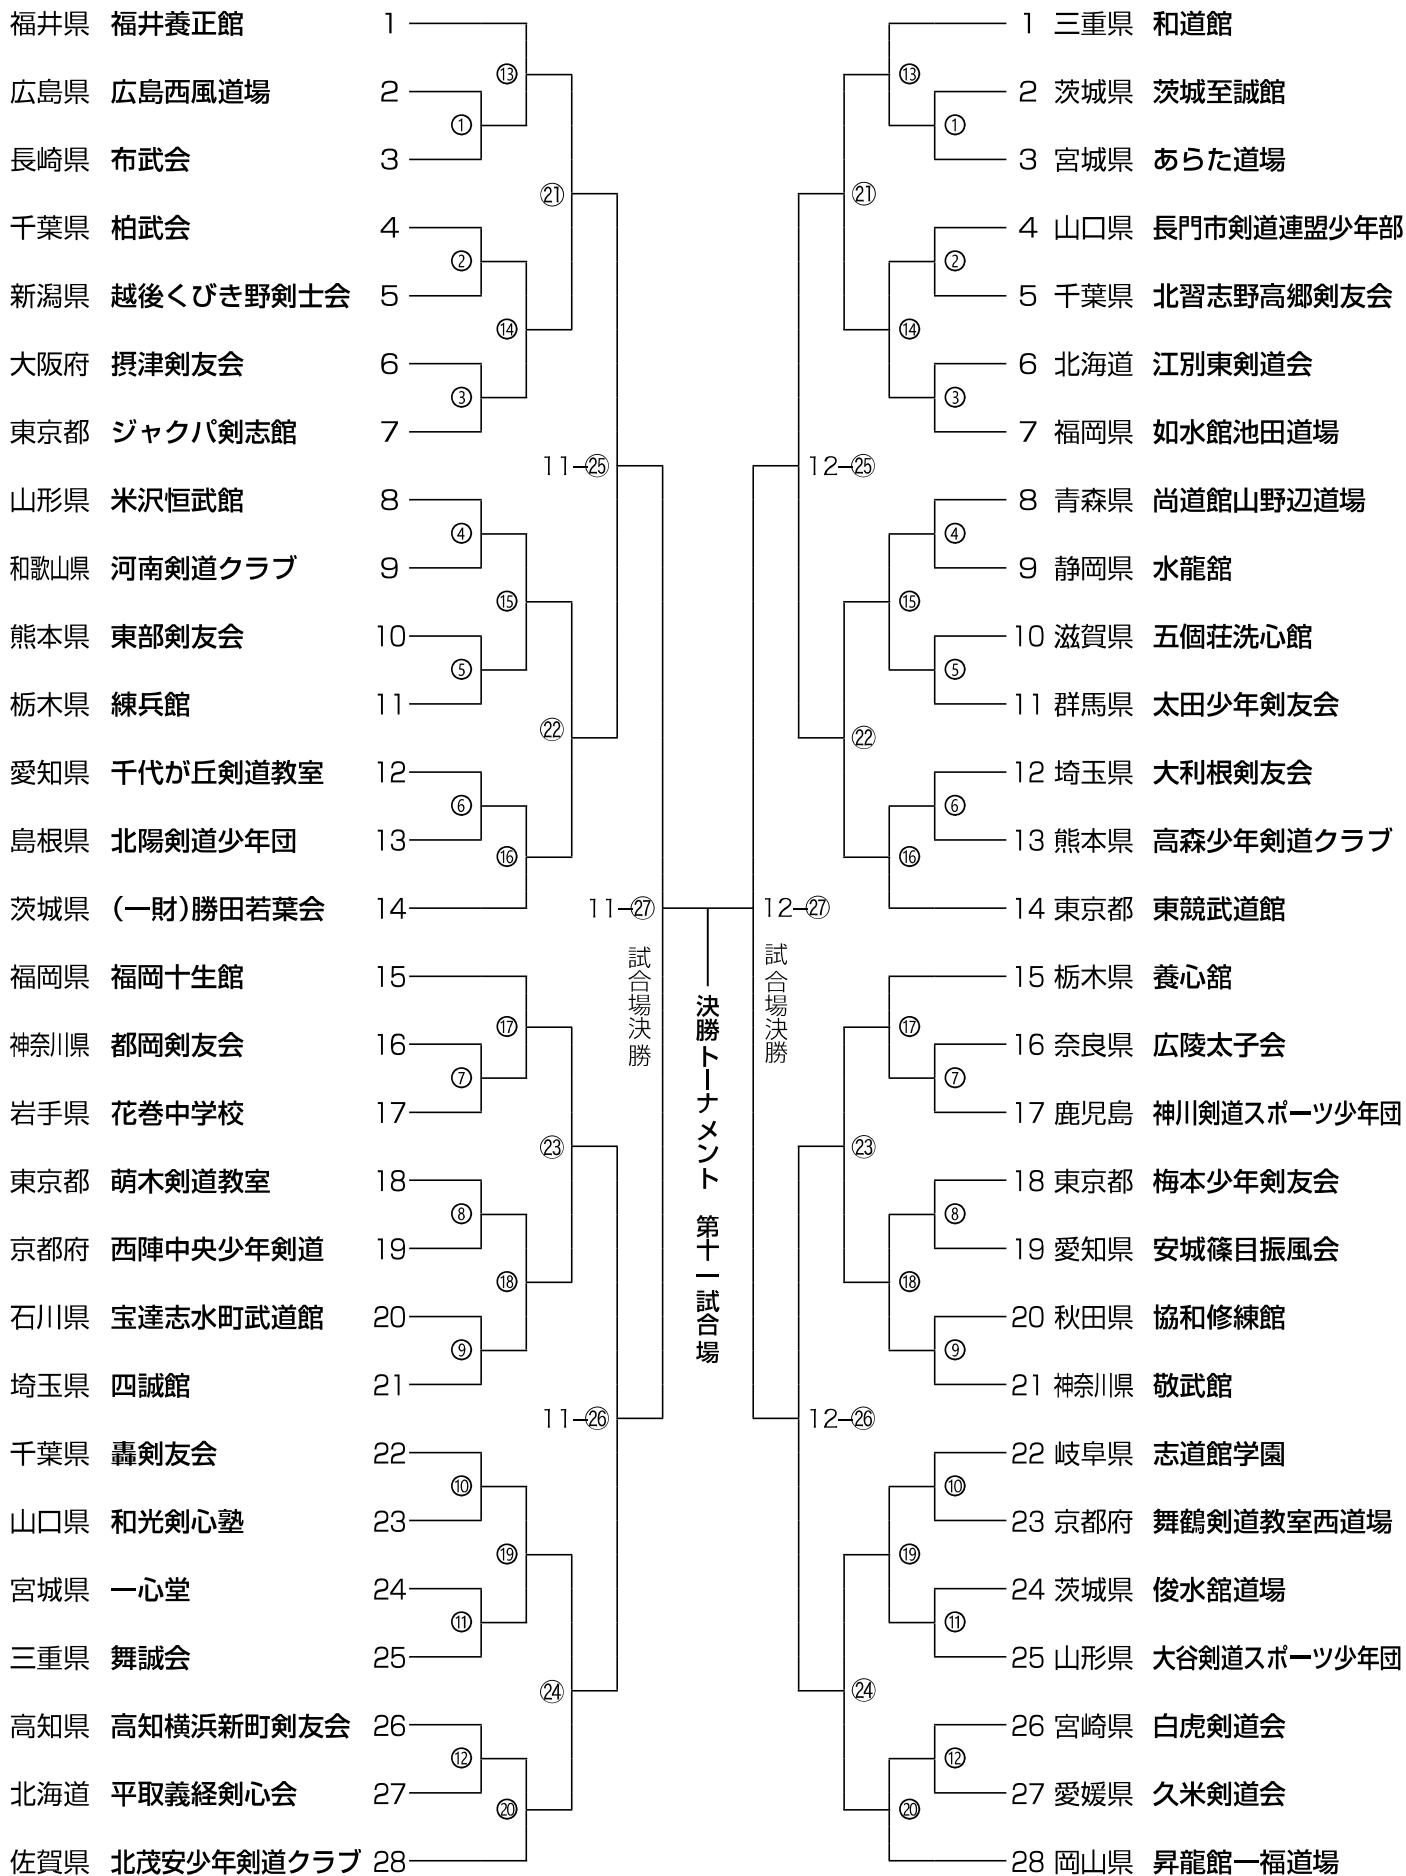 福井県 福井養正館 1
広島県 広島西風道場 2
長崎県 布武会 3
千葉県 柏武会 4
新潟県 越後くびき野剣士会 5
大阪府 摂津剣友会 6
東京都 ジャクパ剣志館 7
山形県 米沢恒武館 8
和歌山県 河南剣道クラブ 9
熊本県 東部剣友会 10
栃木県 練兵館 11
愛知県 千代が丘剣道教室 12
島根県 北陽剣道少年団 13
茨城県 (一財)勝田若葉会 14
福岡県 福岡十生館 15
神奈川県 都岡剣友会 16
岩手県 花巻中学校 17
東京都 萌木剣道教室 18
京都府 西陣中央少年剣道 19
石川県 宝達志水町武道館 20
埼玉県 四誠館 21
千葉県 轟剣友会 22
山口県 和光剣心塾 23
宮城県 一心堂 24
三重県 舞誠会 25
高知県 高知横浜新町剣友会 26
北海道 平取義経剣心会 27
佐賀県 北茂安少年剣道クラブ 28
①
②
③
④
⑤
⑥
⑦
⑧
⑨
⑩
⑪
⑫
⑬
⑭
⑮
⑯
⑰
⑱
⑲
⑳
㉑
㉒
㉓
㉔
11-㉕
11-㉖
11-㉗
試合場決勝
決勝トーナメント 第十一試合場
12-㉗
試合場決勝
12-㉕
12-㉖
㉑
㉒
㉓
㉔
⑬
⑭
⑮
⑯
⑰
⑱
⑲
⑳
①
②
③
④
⑤
⑥
⑦
⑧
⑨
⑩
⑪
⑫
1 三重県 和道館
2 茨城県 茨城至誠館
3 宮城県 あらた道場
4 山口県 長門市剣道連盟少年部
5 千葉県 北習志野高郷剣友会
6 北海道 江別東剣道会
7 福岡県 如水館池田道場
8 青森県 尚道館山野辺道場
9 静岡県 水龍舘
10 滋賀県 五個荘洗心館
11 群馬県 太田少年剣友会
12 埼玉県 大利根剣友会
13 熊本県 高森少年剣道クラブ
14 東京都 東競武道館
15 栃木県 養心舘
16 奈良県 広陵太子会
17 鹿児島 神川剣道スポーツ少年団
18 東京都 梅本少年剣友会
19 愛知県 安城篠目振風会
20 秋田県 協和修練館
21 神奈川県 敬武館
22 岐阜県 志道館学園
23 京都府 舞鶴剣道教室西道場
24 茨城県 俊水舘道場
25 山形県 大谷剣道スポーツ少年団
26 宮崎県 白虎剣道会
27 愛媛県 久米剣道会
28 岡山県 昇龍館一福道場